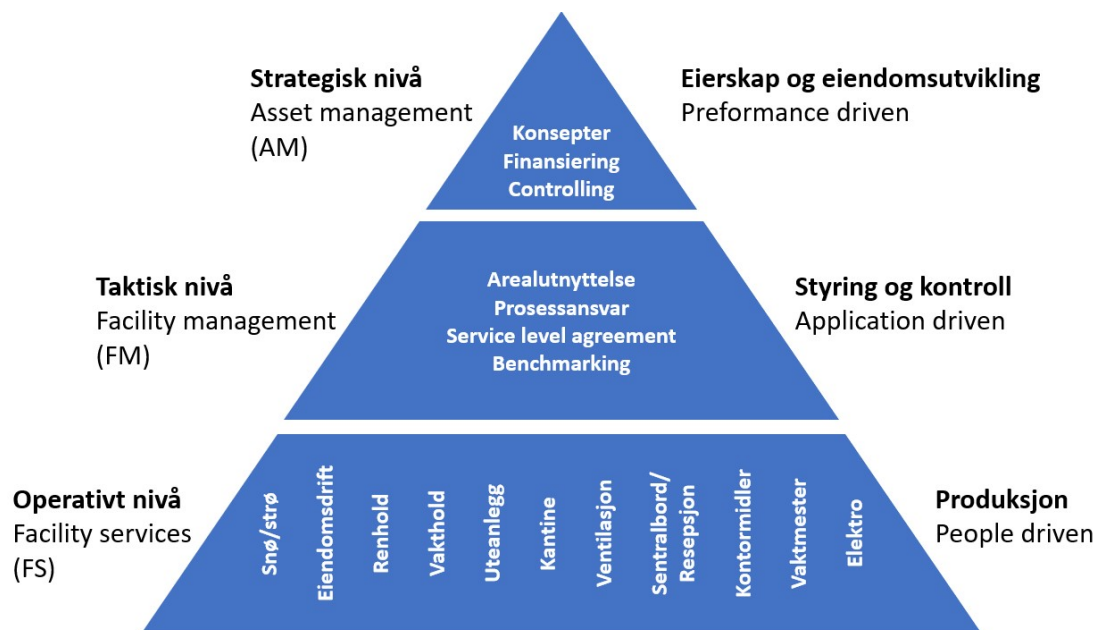 Strategisk nivå
Asset management
(AM)
Konsepter
Finansiering
Controlling
Eierskap og eiendomsutvikling
Preformance driven
Taktisk nivå
Facility management
(FM)
Arealutnyttelse
Prosessansvar
Service level agreement
Benchmarking
Styring og kontroll
Application driven
Operativt nivå
Facility services
(FS)
Snø/strø
Eiendomsdrift
Renhold
Vakthold
Uteanlegg
Kantine
Ventilasjon
Sentralbord/
Resepsjon
Kontormidler
Vaktmester
Elektro
Produksjon
People driven